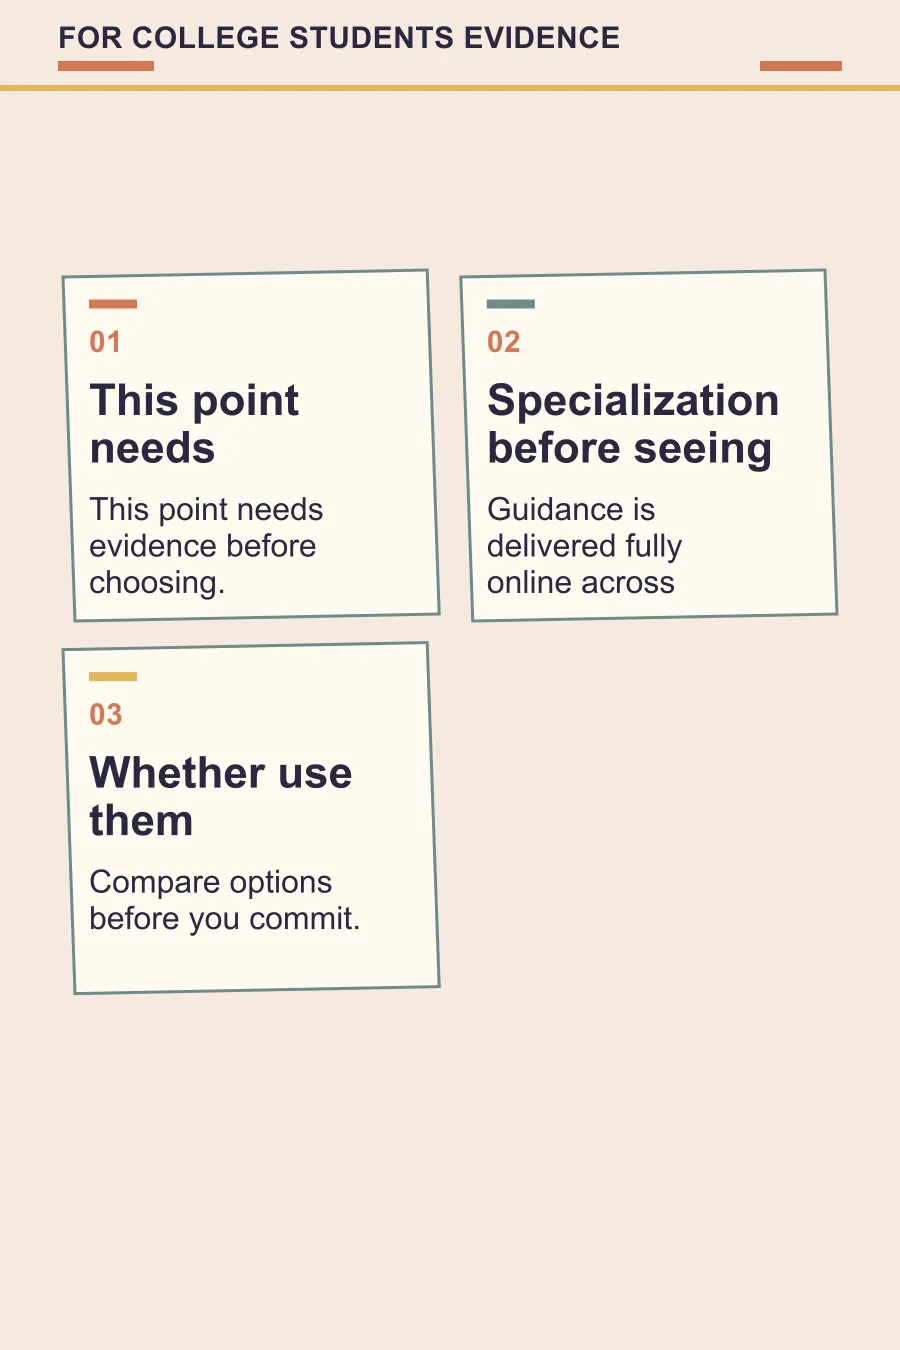 FOR COLLEGE STUDENTS EVIDENCE
01
This point
needs
This point needs
evidence before
choosing.
02
Specialization
before seeing
Guidance is
delivered fully
online across
03
Whether use
them
Compare options
before you commit.